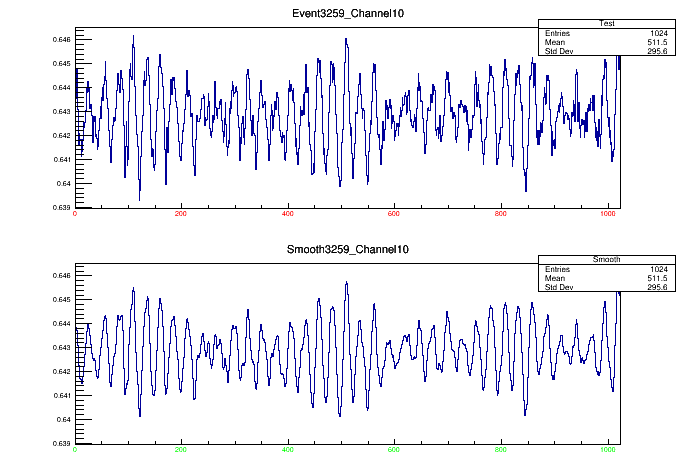 Event3259_Channel10
Test
Entries 1024
Mean 511.5
Std Dev 295.6
0.646
0.645
0.644
0.643
0.642
0.641
0.64
0.639
0 200 400 600 800 1000
Smooth3259_Channel10
Smooth
Entries 1024
Mean 511.5
Std Dev 295.6
0.646
0.645
0.644
0.643
0.642
0.641
0.64
0.639
0 200 400 600 800 1000